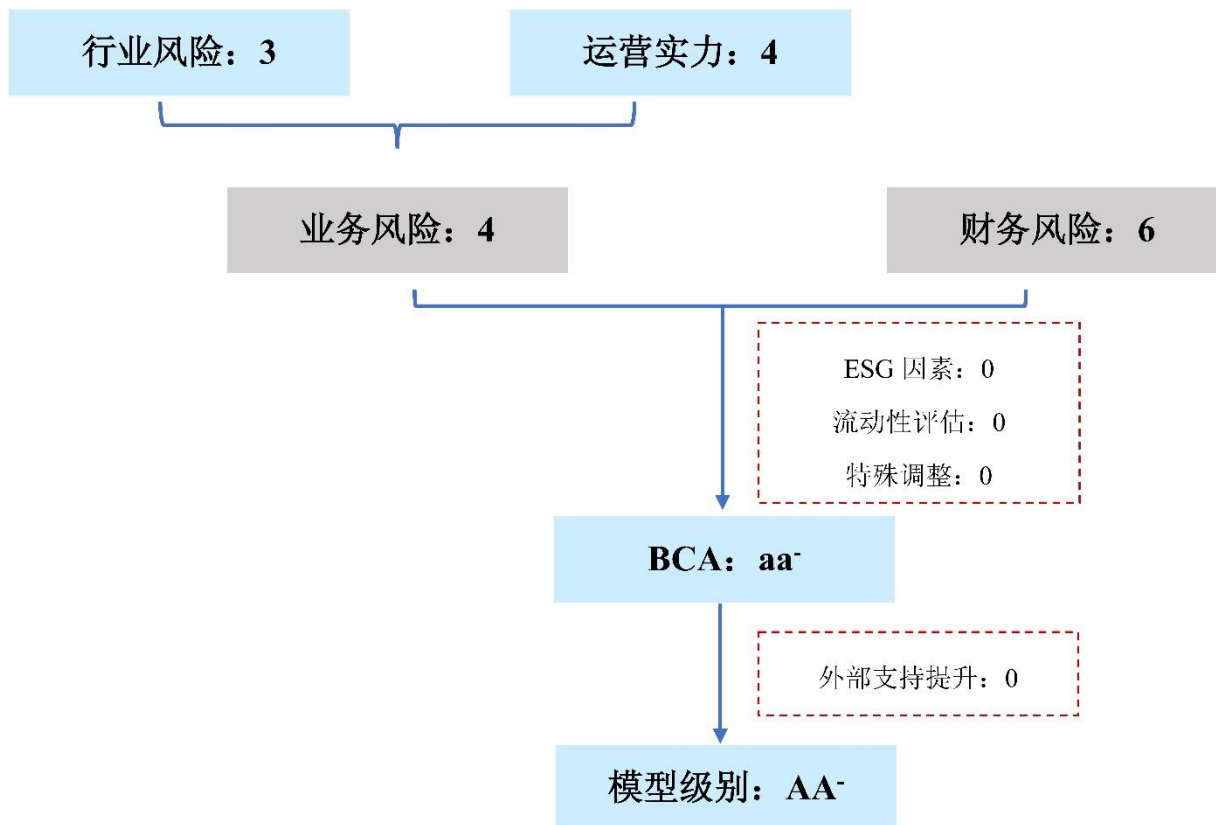 行业风险：3
运营实力：4
业务风险：4
财务风险：6
ESG 因素：0
流动性评估：0
特殊调整：0
BCA：aa-
外部支持提升：0
模型级别：AA-